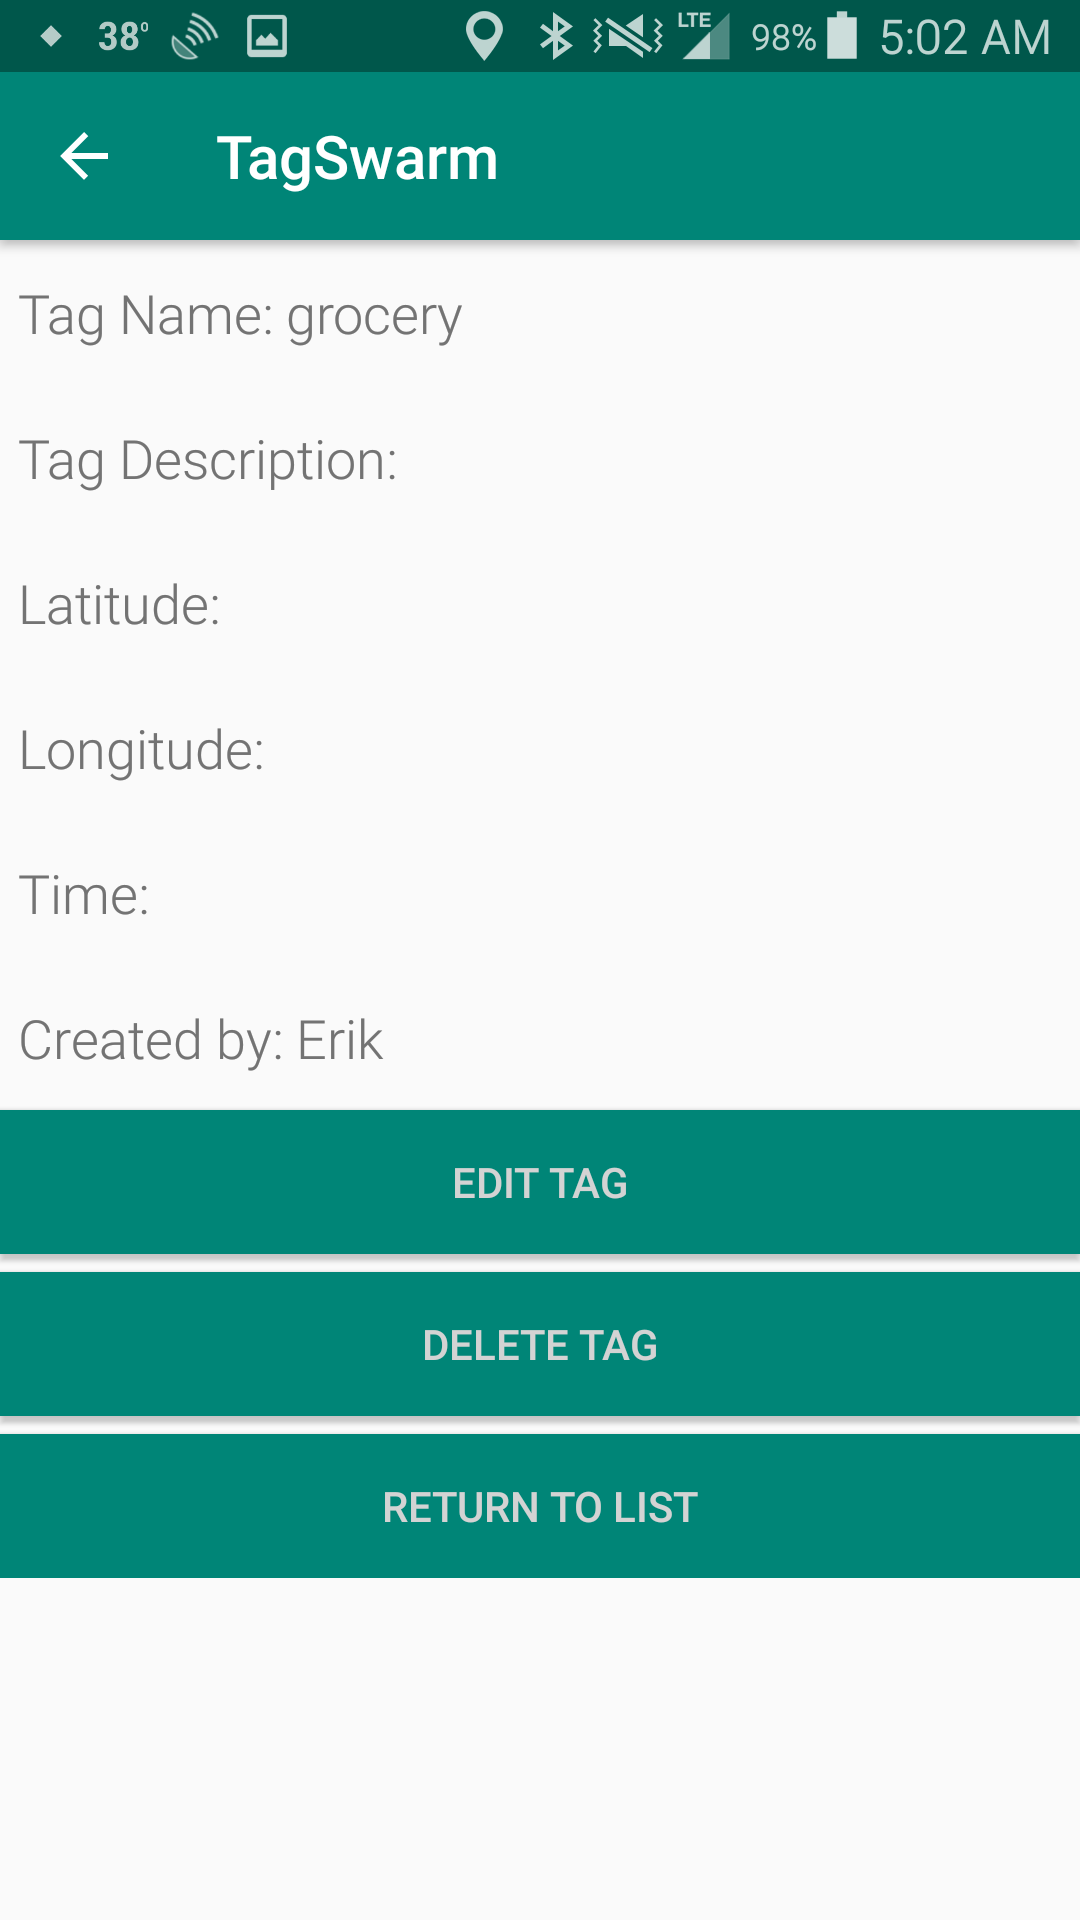 38° LTE 98% 5:02 AM
TagSwarm
Tag Name: grocery
Tag Description:
Latitude:
Longitude:
Time:
Created by: Erik
EDIT TAG
DELETE TAG
RETURN TO LIST